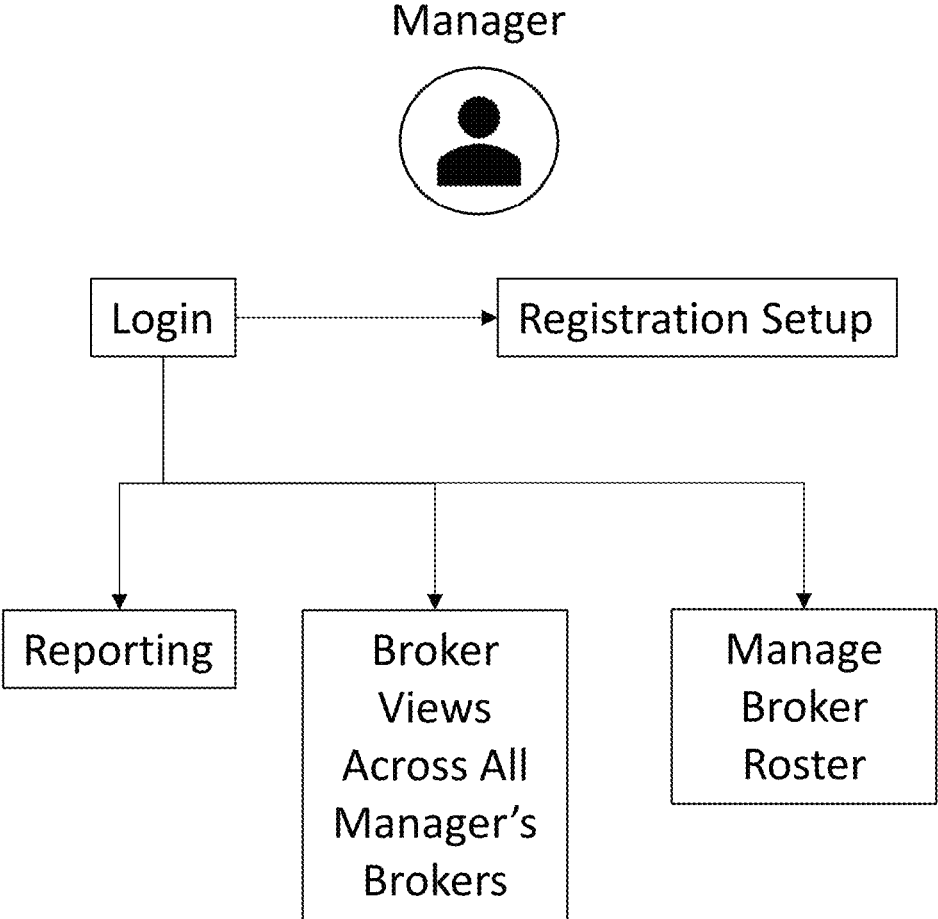 Manager
Login
Registration Setup
Reporting
Broker
Views
Across All
Manager’s
Brokers
Manage
Broker
Roster